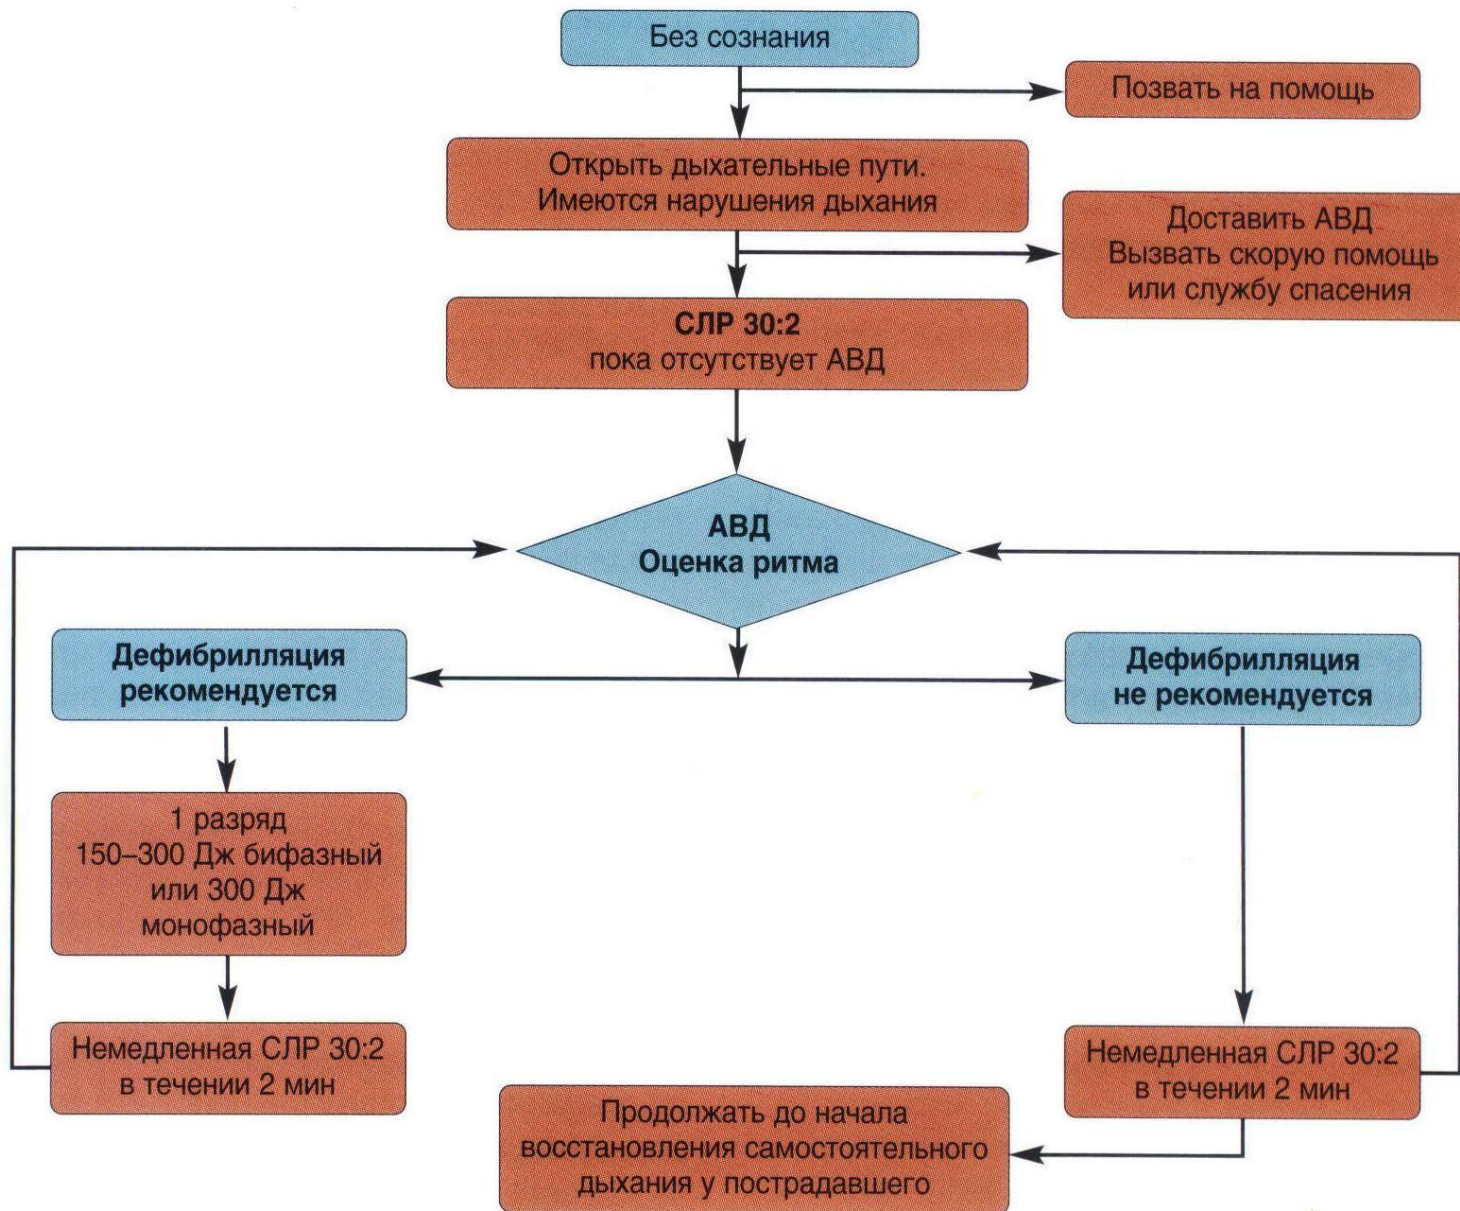 Без сознания
Позвать на помощь
Открыть дыхательные пути.
Имеются нарушения дыхания
Доставить АВД
Вызвать скорую помощь
или службу спасения
СЛР 30:2
пока отсутствует АВД
АВД
Оценка ритма
Дефибрилляция
рекомендуется
Дефибрилляция
не рекомендуется
1 разряд
150–300 Дж бифазный
или 300 Дж
монофазный
Немедленная СЛР 30:2
в течении 2 мин
Немедленная СЛР 30:2
в течении 2 мин
Продолжать до начала
восстановления самостоятельного
дыхания у пострадавшего